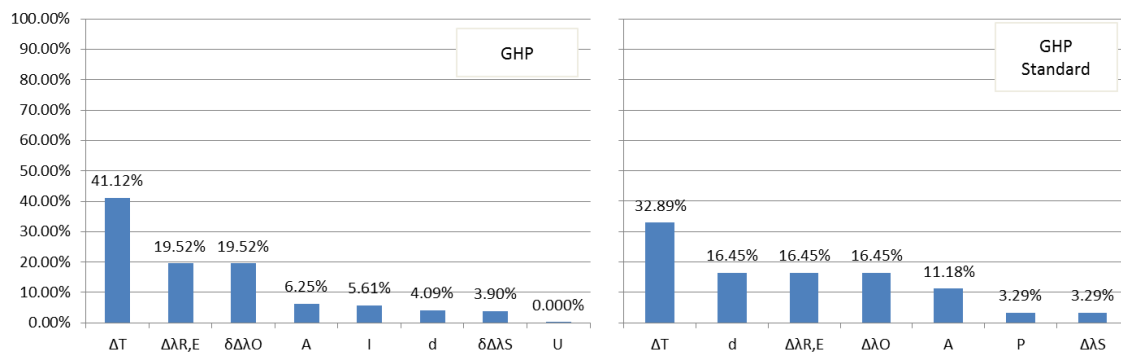 100.00%
90.00%
80.00%
70.00%
60.00%
50.00%
40.00%
30.00%
20.00%
10.00%
0.00%
GHP
41.12%
19.52%
19.52%
6.25%
5.61%
4.09%
3.90%
0.000%
ΔT
ΔλR,E
δΔλO
A
I
d
δΔλS
U
GHP
Standard
32.89%
16.45%
16.45%
16.45%
11.18%
3.29%
3.29%
ΔT
d
ΔλR,E
ΔλO
A
P
ΔλS